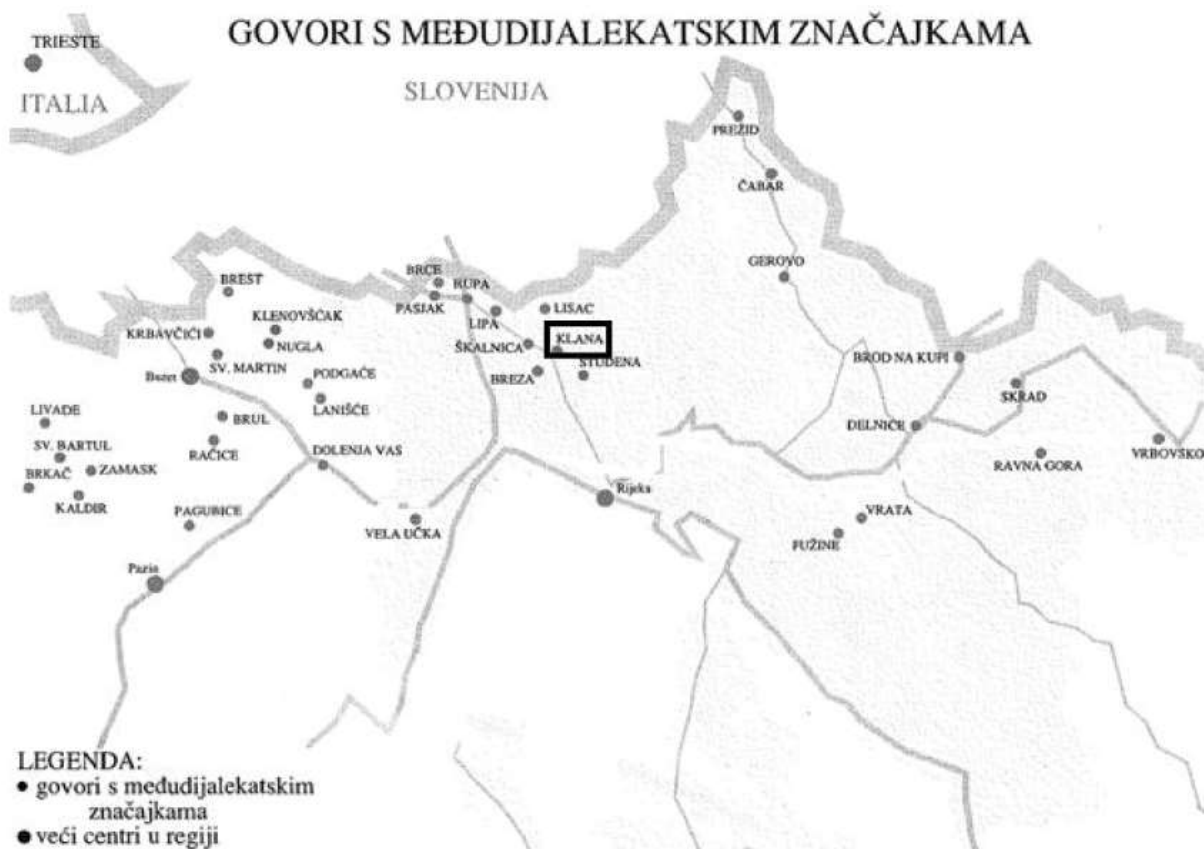 GOVORI S MEĐUDIJALEKATSKIM ZNAČAJKAMA
TRIESTE
ITALIA
SLOVENIJA
PREZID
ČABAR
GEROVO
BREST
BRCE
PASJAK
RUPA
LIPA
LISAC
KLENOVŠČAK
KRBAVČIĆI
NUGLA
ŠKALNICA
KLANA
SV. MARTIN
BREZA
STUDENA
BROD NA KUPI
Buzet
PODGAĆE
SKRAD
LIVADE
BRUL
LANIŠĆE
DELNICE
SV. BARTUL
RAČICE
DOLENJA VAS
RAVNA GORA
VRBOVSKO
BRKAČ
ZAMASK
KALDIR
Rijeka
PAGUBICE
VELA UČKA
VRATA
FUŽINE
Pazin
LEGENDA:
• govori s međudijalekatskim
značajkama
● veći centri u regiji